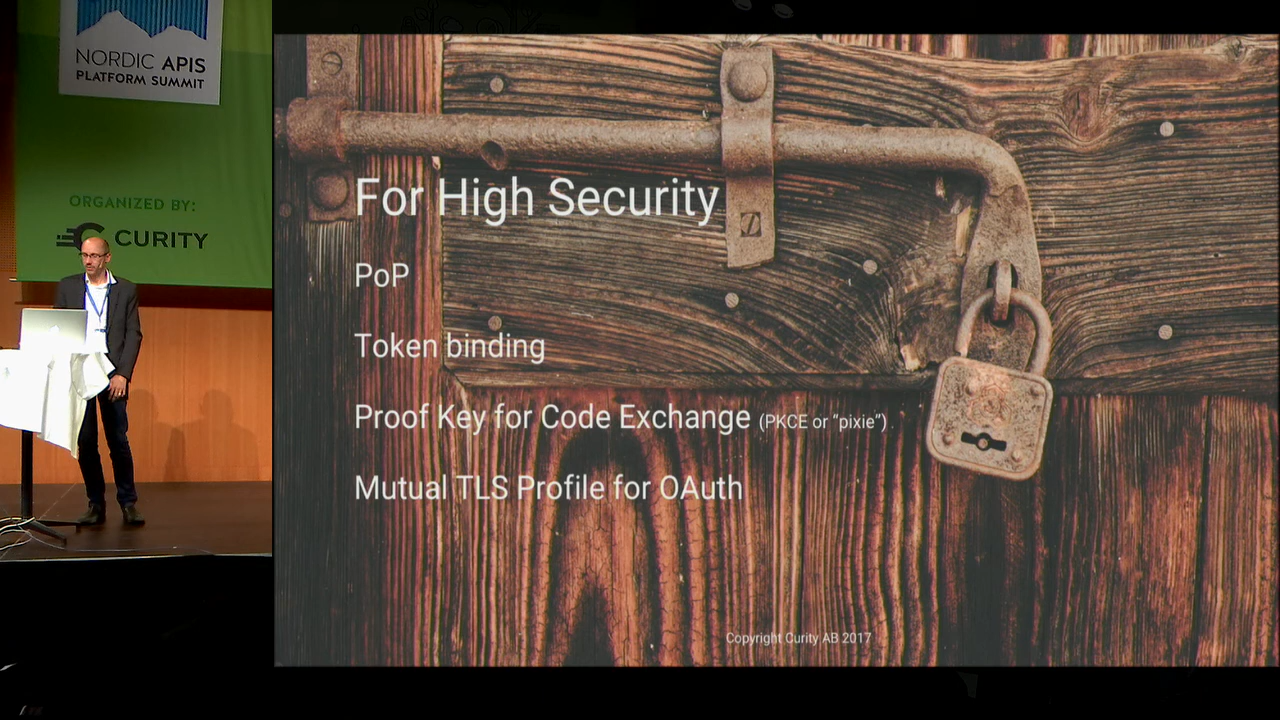 NORDIC APIS
PLATFORM SUMMIT
ORGANIZED BY:
CURITY
For High Security
PoP
Token binding
Proof Key for Code Exchange (PKCE or “pixie”)
Mutual TLS Profile for OAuth
Copyright Curity AB 2017